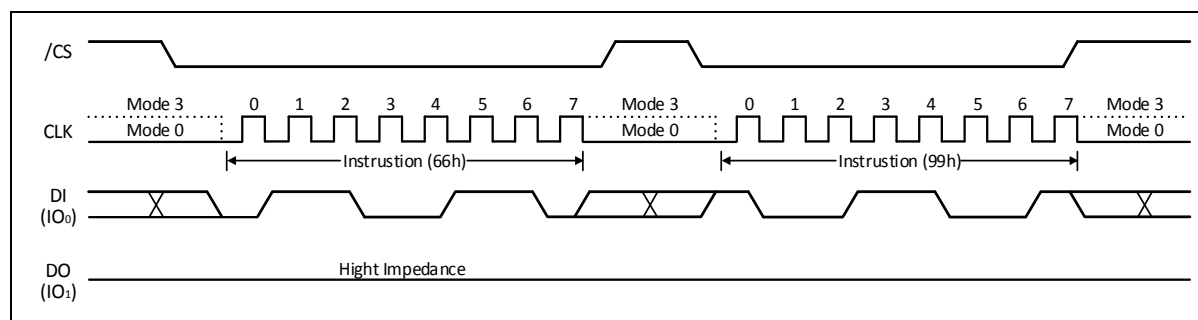 /CS
Mode 3 0 1 2 3 4 5 6 7 Mode 3 0 1 2 3 4 5 6 7 Mode 3
CLK Mode 0 Mode 0 Mode 0
Instrustion (66h) Instrustion (99h)
DI
(IO0)
DO Hight Impedance
(IO1)